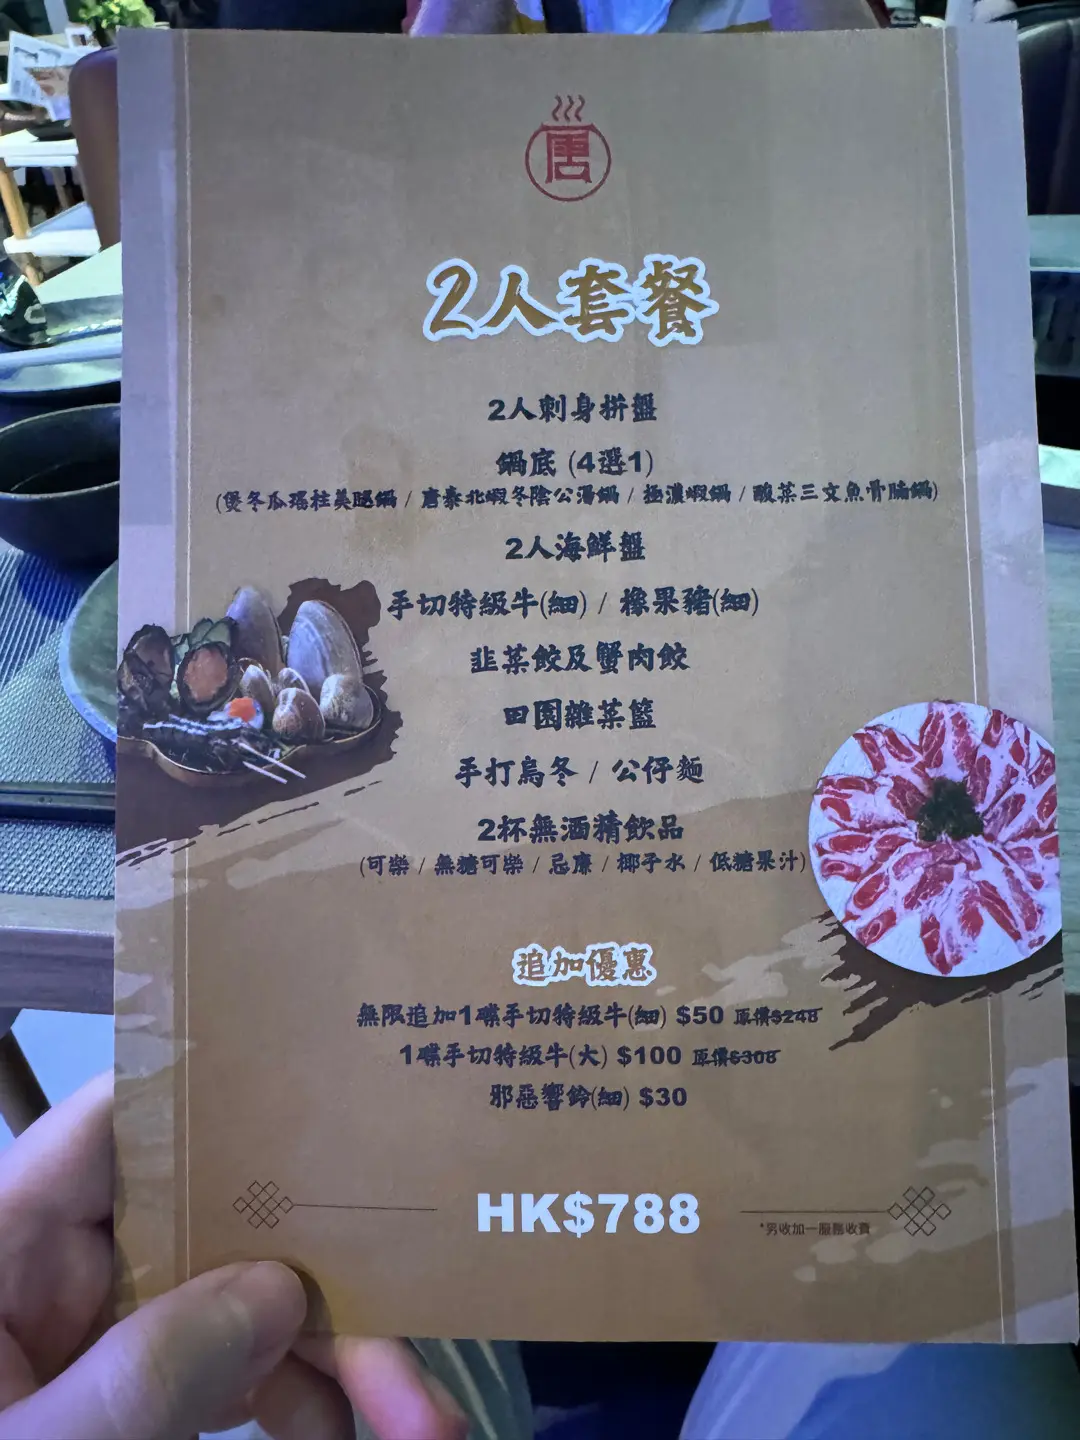 唐
2人套餐
2人刺身拼盤
鍋底 (4選1)
(煲冬瓜瑤柱美腿鍋 / 唐泰北蝦冬陰公湯鍋 / 極濃蝦鍋 / 酸菜三文魚骨腩鍋)
2人海鮮盤
手切特級牛(細) / 橡果豬(細)
韭菜餃及蟹肉餃
田園雜菜籃
手打烏冬 / 公仔麵
2杯無酒精飲品
(可樂 / 無糖可樂 / 忌廉 / 椰子水 / 低糖果汁)
追加優惠
無限追加1碟手切特級牛(細) $50 原價$248
1碟手切特級牛(大) $100 原價$308
邪惡響鈴(細) $30
HK$788
*另收加一服務收費